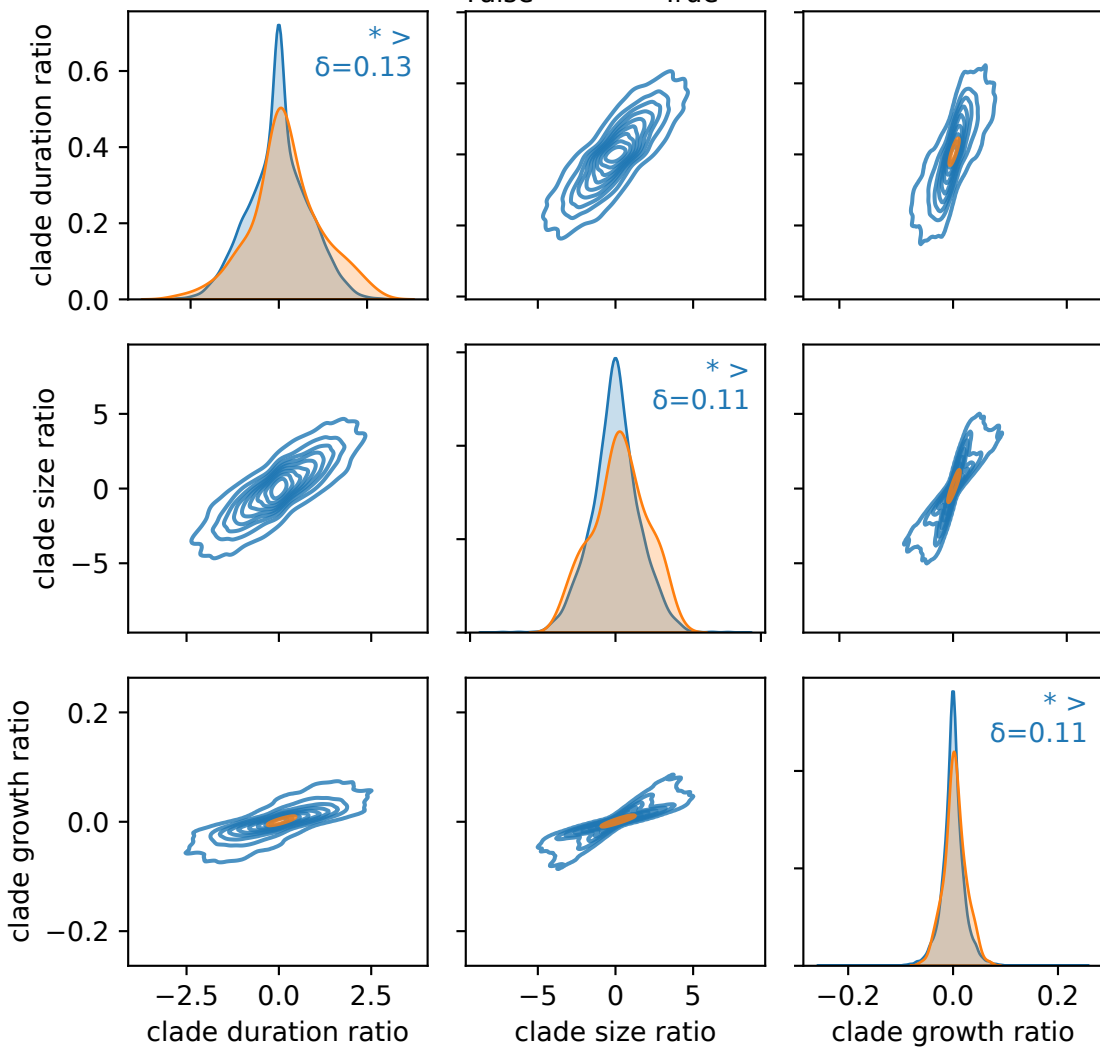 clade duration ratio
0.6
0.4
0.2
0.0
* >
δ=0.13
clade size ratio
5
0
−5
* >
δ=0.11
clade growth ratio
0.2
0.0
−0.2
* >
δ=0.11
−2.5 0.0 2.5
−5 0 5
−0.2 0.0 0.2
clade duration ratio
clade size ratio
clade growth ratio